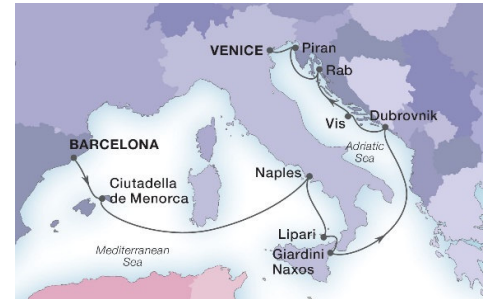 VENICE
Piran
Rab
Vis
Dubrovnik
Adriatic
Sea
BARCELONA
Ciutadella
de Menorca
Naples
Lipari
Giardini
Naxos
Mediterranean
Sea